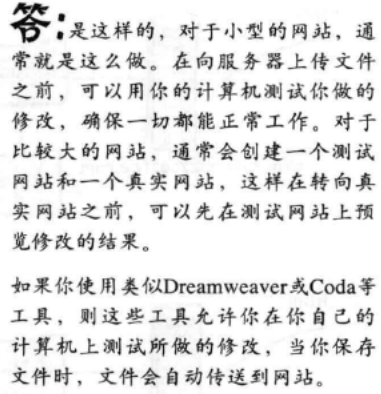 答：是这样的，对于小型的网站，通
常就是这么做。在向服务器上传文件
之前，可以用你的计算机测试你做的
修改，确保一切都能正常工作。对于
比较大的网站，通常会创建一个测试
网站和一个真实网站，这样在转向真
实网站之前，可以先在测试网站上预
览修改的结果。
如果你使用类似Dreamweaver或Coda等
工具，则这些工具允许你在你自己的
计算机上测试所做的修改，当你保存
文件时，文件会自动传送到网站。